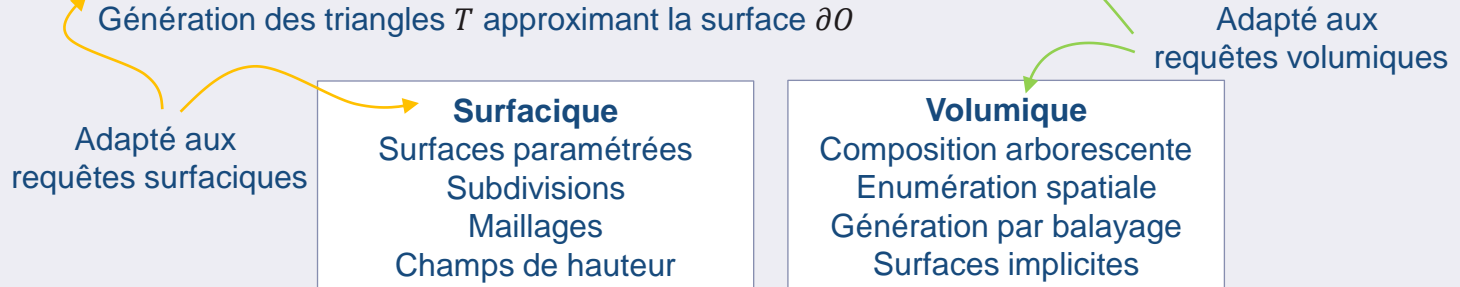 Génération des triangles T approximant la surface ∂O
Adapté aux
requêtes volumiques
Adapté aux
requêtes surfaciques
Surfacique
Surfaces paramétrées
Subdivisions
Maillages
Champs de hauteur
Volumique
Composition arborescente
Enumération spatiale
Génération par balayage
Surfaces implicites